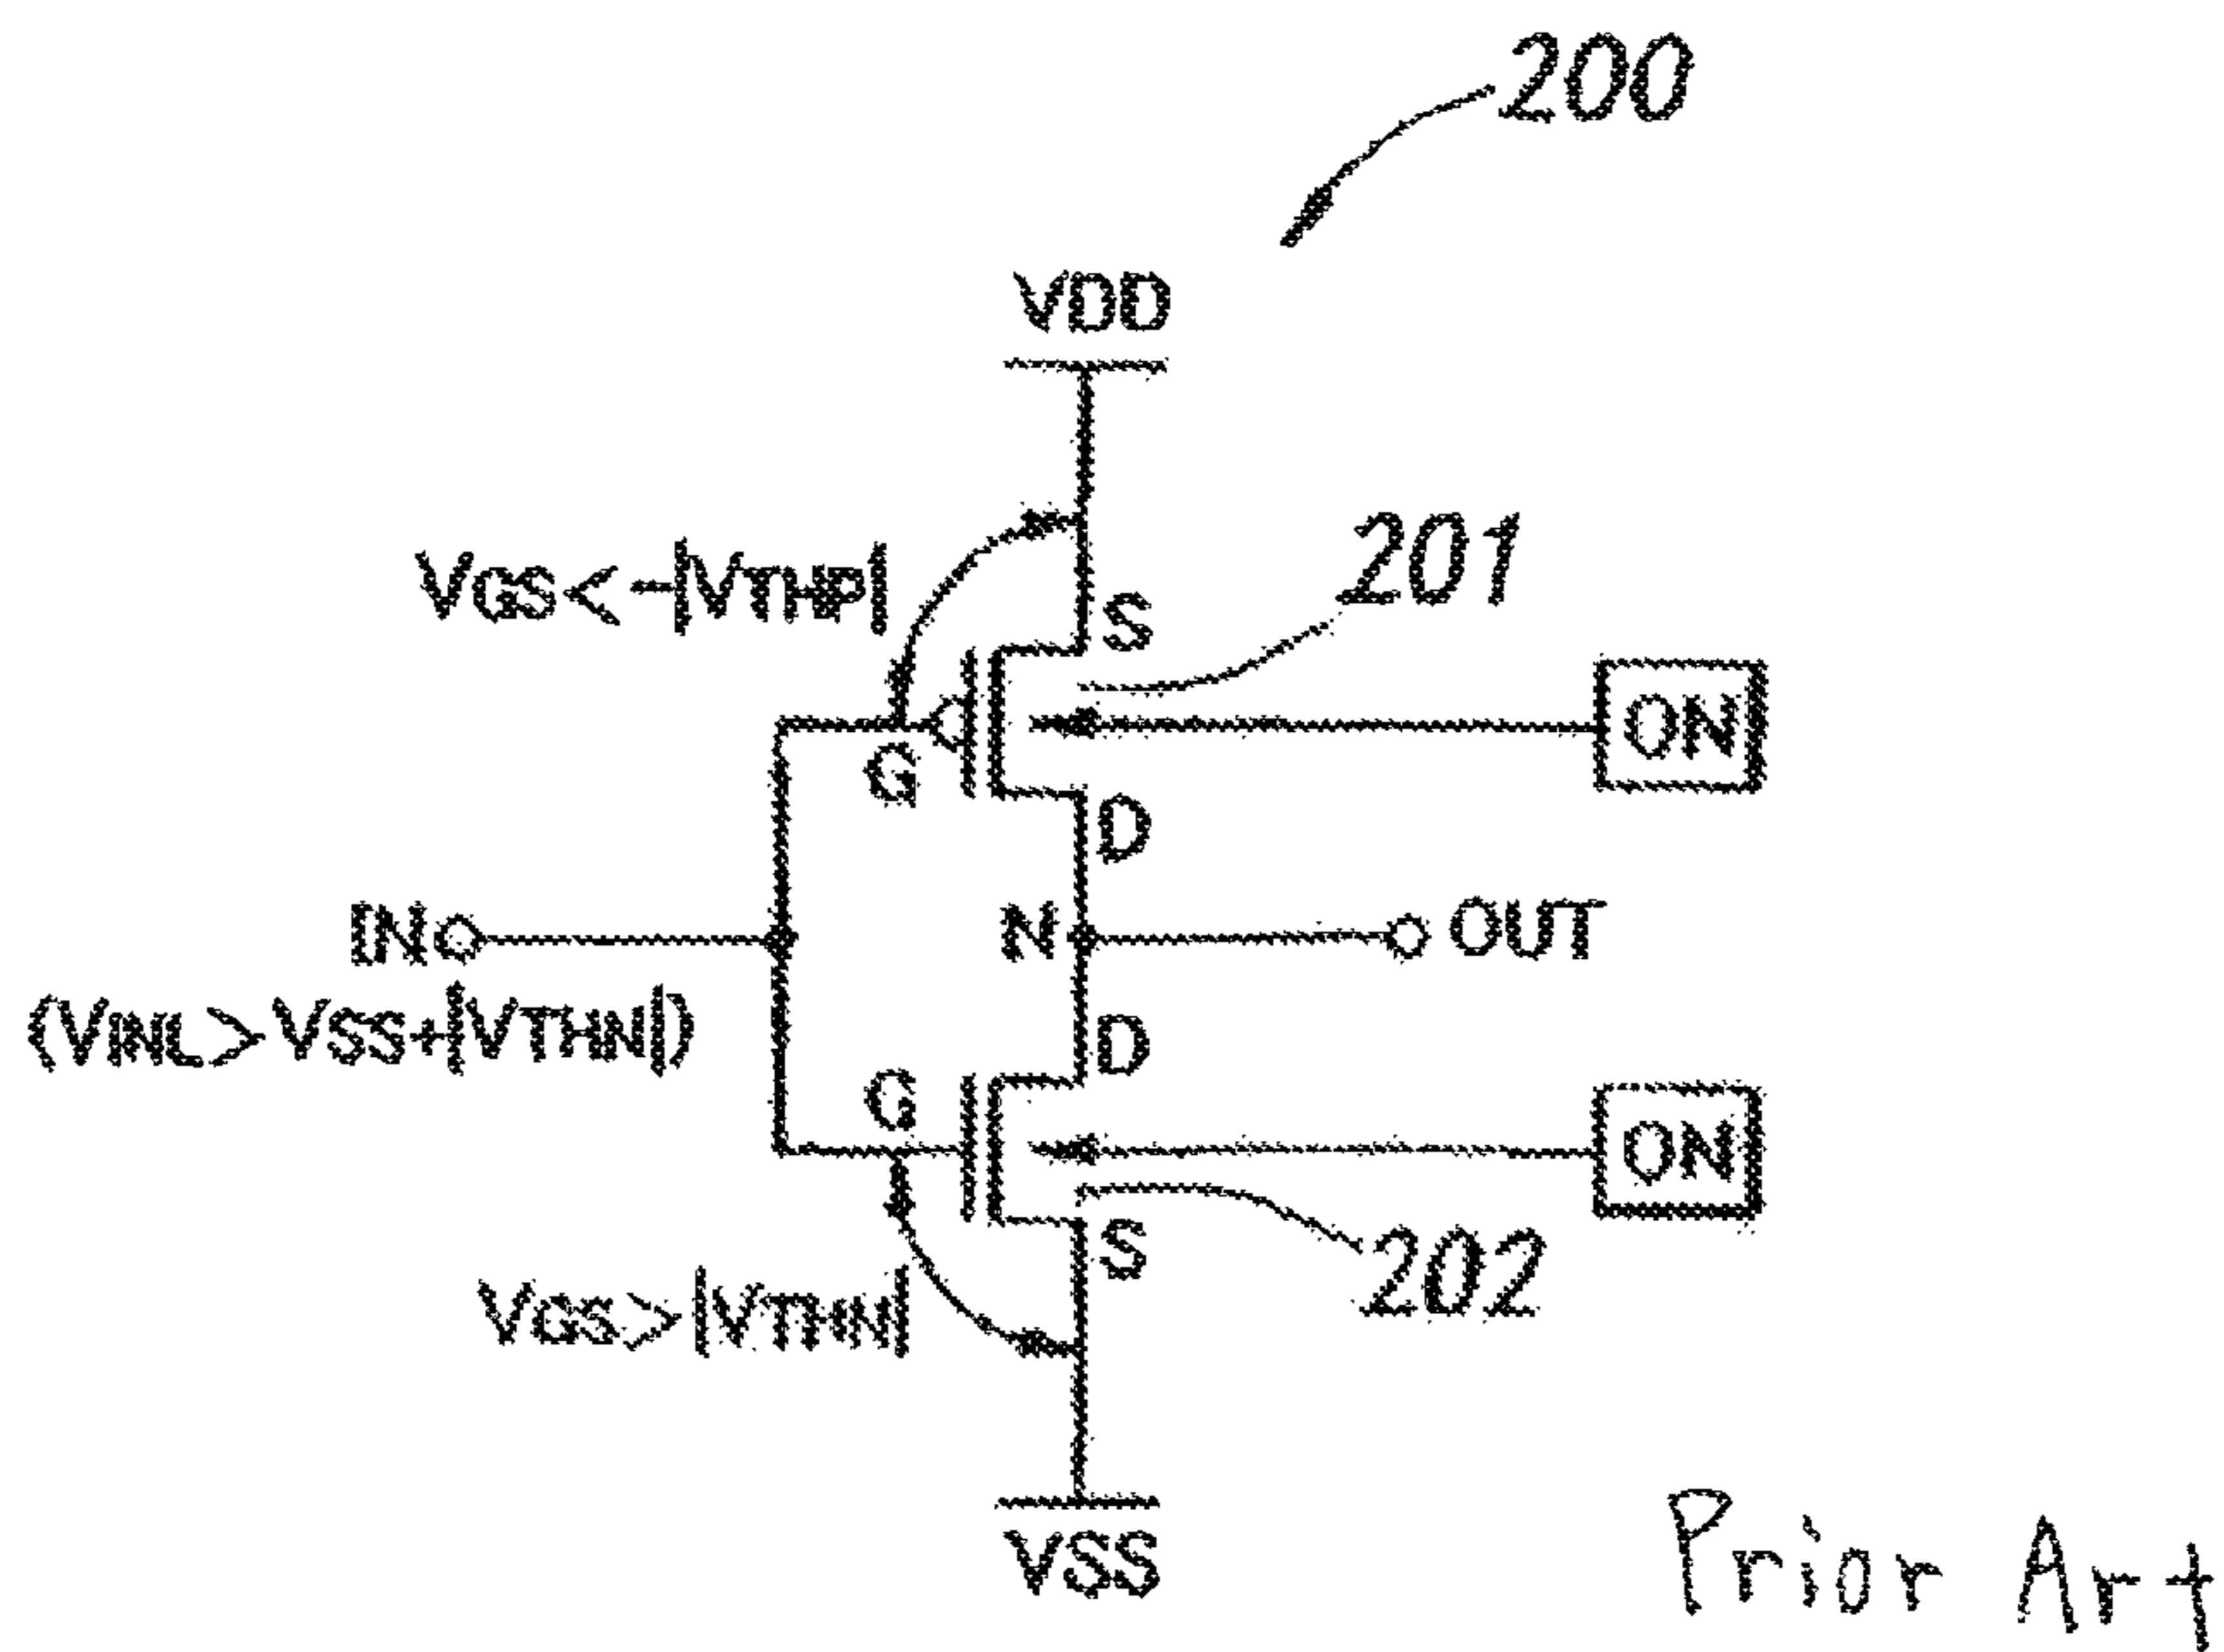 200
VDD
VGS<-|VTHP|
S
201
G
ON
D
IN
N
OUT
(VINL>VSS+|VTHN|)
D
G
ON
S
202
VGS>|VTHN|
VSS
Prior Art